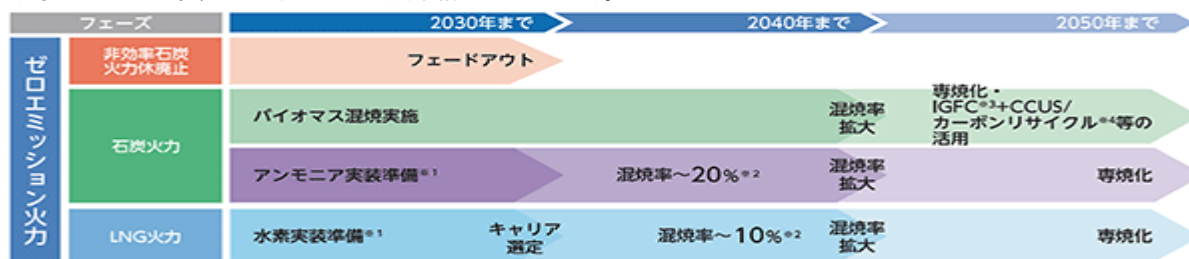 フェーズ
2030年まで
2040年まで
2050年まで
ゼロエミッション火力
非効率石炭
火力休廃止
フェードアウト
石炭火力
バイオマス混焼実施
混焼率
拡大
専焼化・
IGFC※3+CCUS/
カーボンリサイクル※4等の
活用
アンモニア実装準備※1
混焼率~20%※2
混焼率
拡大
専焼化
LNG火力
水素実装準備※1
キャリア
選定
混焼率~10%※2
混焼率
拡大
専焼化